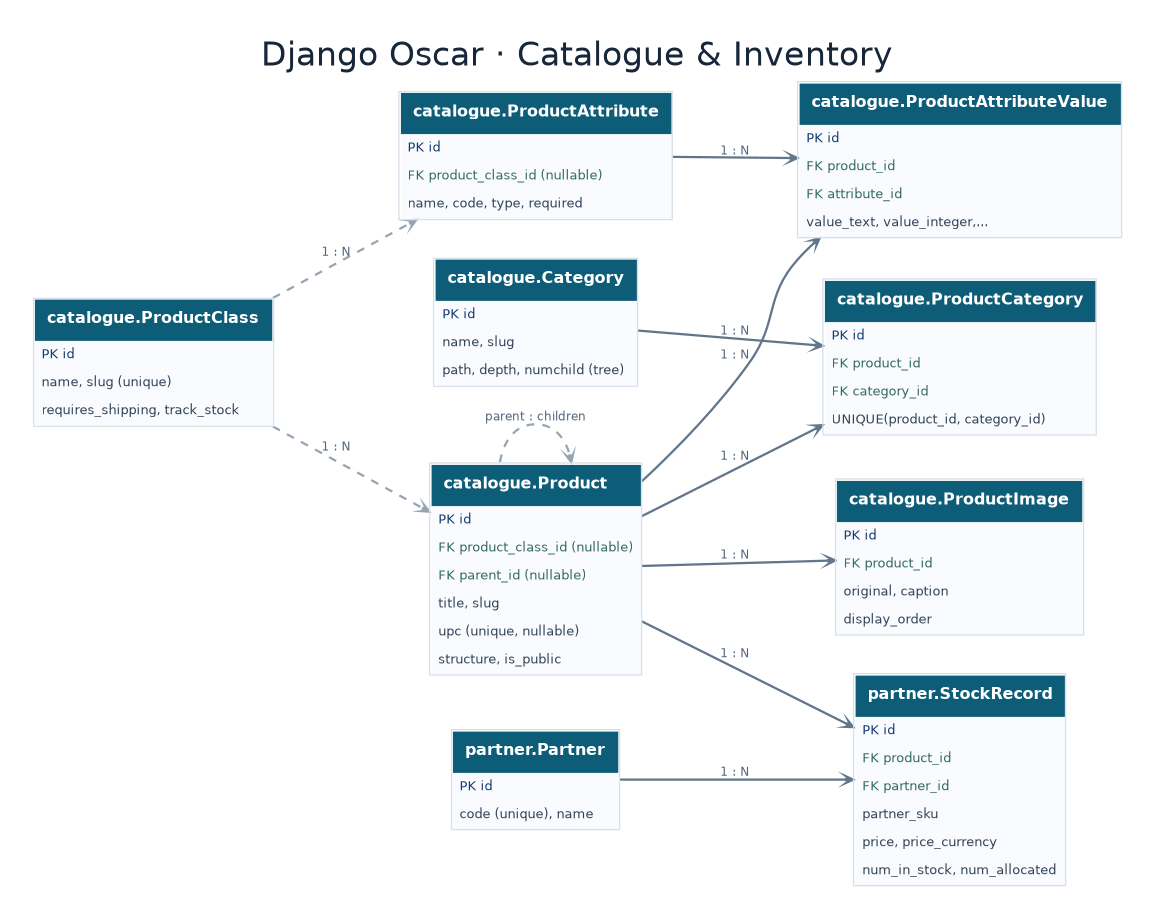 Django Oscar · Catalogue & Inventory
catalogue.ProductAttribute
PK id
FK product_class_id (nullable)
name, code, type, required
catalogue.ProductAttributeValue
PK id
FK product_id
FK attribute_id
value_text, value_integer,...
1 : N
1 : N
catalogue.Category
PK id
name, slug
path, depth, numchild (tree)
catalogue.ProductCategory
PK id
FK product_id
FK category_id
UNIQUE(product_id, category_id)
1 : N
1 : N
catalogue.ProductClass
PK id
name, slug (unique)
requires_shipping, track_stock
1 : N
parent : children
catalogue.Product
PK id
FK product_class_id (nullable)
FK parent_id (nullable)
title, slug
upc (unique, nullable)
structure, is_public
1 : N
1 : N
1 : N
catalogue.ProductImage
PK id
FK product_id
original, caption
display_order
partner.Partner
PK id
code (unique), name
1 : N
partner.StockRecord
PK id
FK product_id
FK partner_id
partner_sku
price, price_currency
num_in_stock, num_allocated